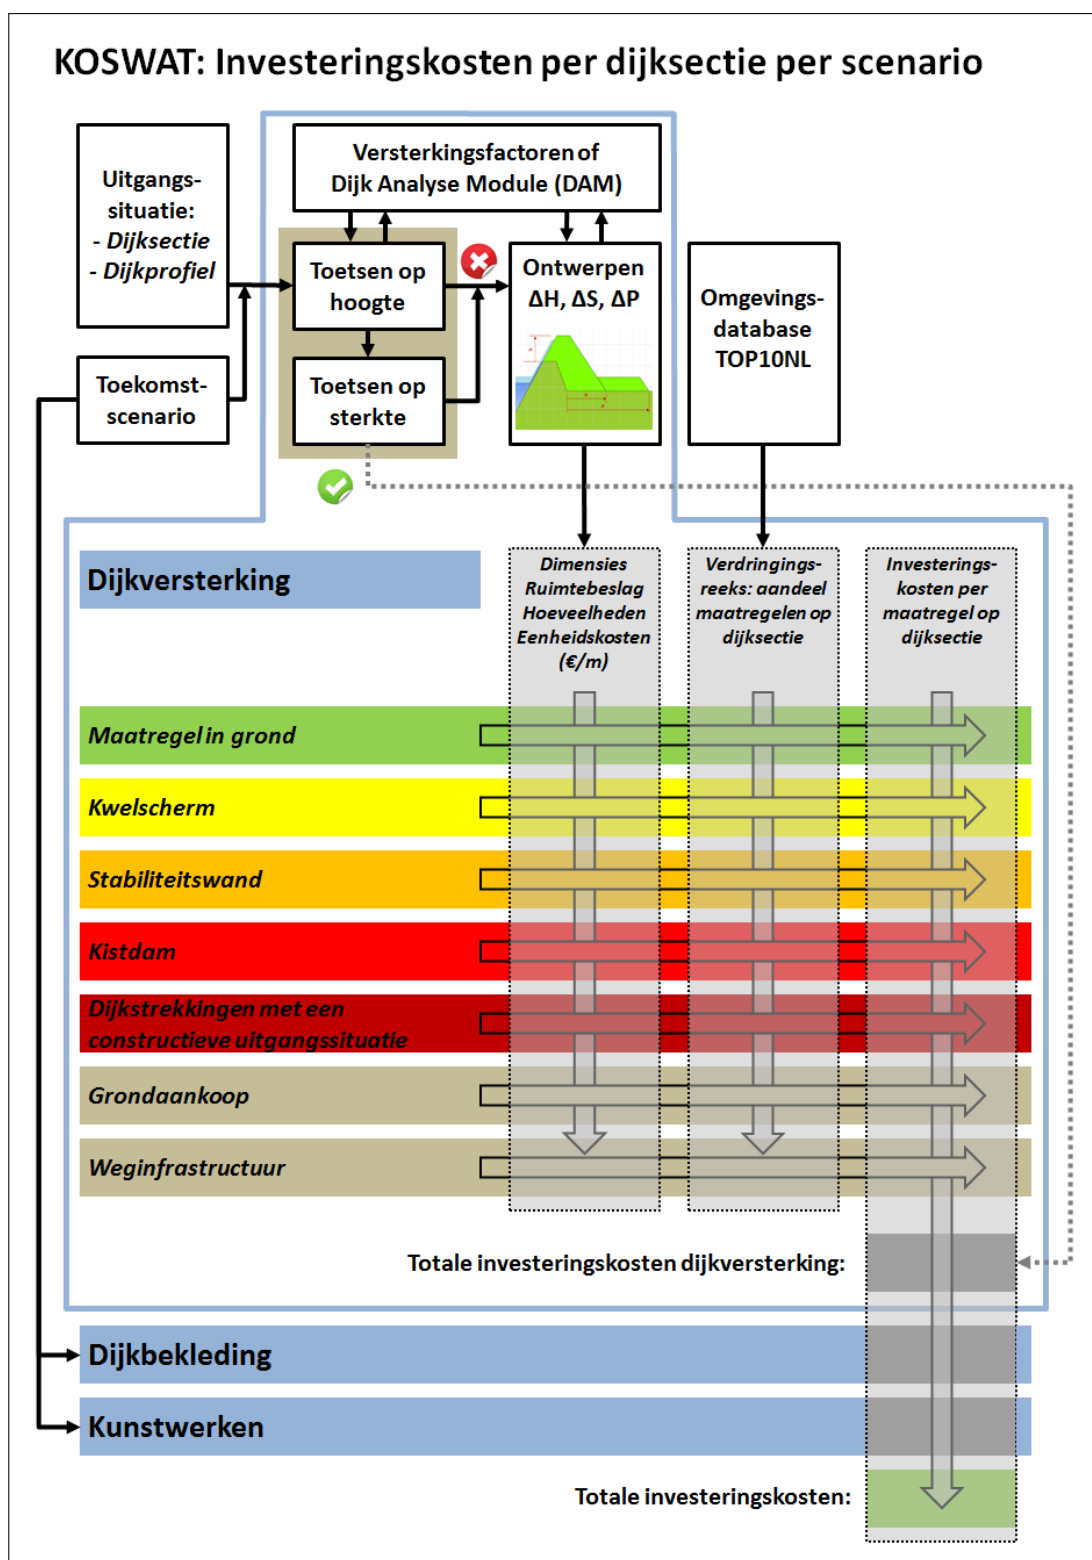 KOSWAT: Investeringskosten per dijksectie per scenario
Uitgangs-
situatie:
- Dijksectie
- Dijkprofiel
Versterkingsfactoren of
Dijk Analyse Module (DAM)
Toetsen op
hoogte
Ontwerpen
ΔH, ΔS, ΔP
Omgevings-
database
TOP10NL
Toekomst-
scenario
Toetsen op
sterkte
Dijkversterking
Dimensies
Ruimtebeslag
Hoeveelheden
Eenheidskosten
(€/m)
Verdringings-
reeks: aandeel
maatregelen op
dijksectie
Investerings-
kosten per
maatregel op
dijksectie
Maatregel in grond
Kwelscherm
Stabiliteitswand
Kistdam
Dijkstrekkingen met een
constructieve uitgangssituatie
Grondaankoop
Weginfrastructuur
Totale investeringskosten dijkversterking:
Dijkbekleding
Kunstwerken
Totale investeringskosten: